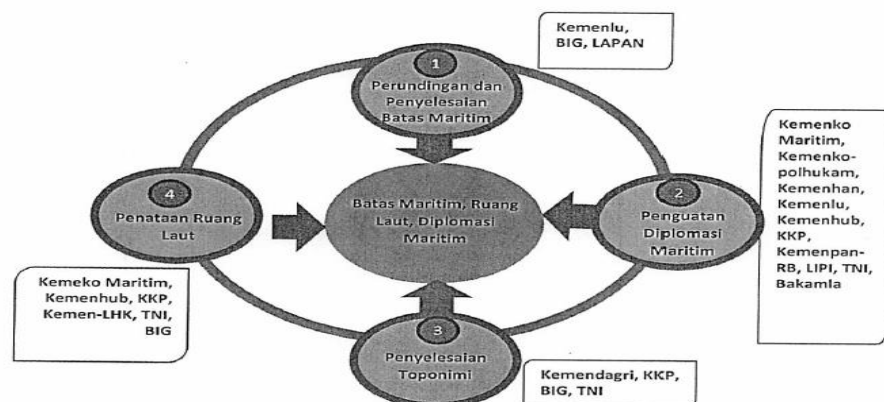 Kemenlu,
BIG, LAPAN
1
Perundingan dan
Penyelesaian
Batas Maritim
Kemenko
Maritim,
Kemenko-
polhukam,
Kemenhan,
Kemenlu,
Kemenhub,
KKP,
Kemenpan-
RB, LIPI, TNI,
Bakamla
2
Penguatan
Diplomasi
Maritim
4
Penataan Ruang
Laut
Batas Maritim, Ruang
Laut, Diplomasi
Maritim
Kemeko Maritim,
Kemenhub, KKP,
Kemen-LHK, TNI,
BIG
3
Penyelesaian
Toponimi
Kemendagri, KKP,
BIG, TNI